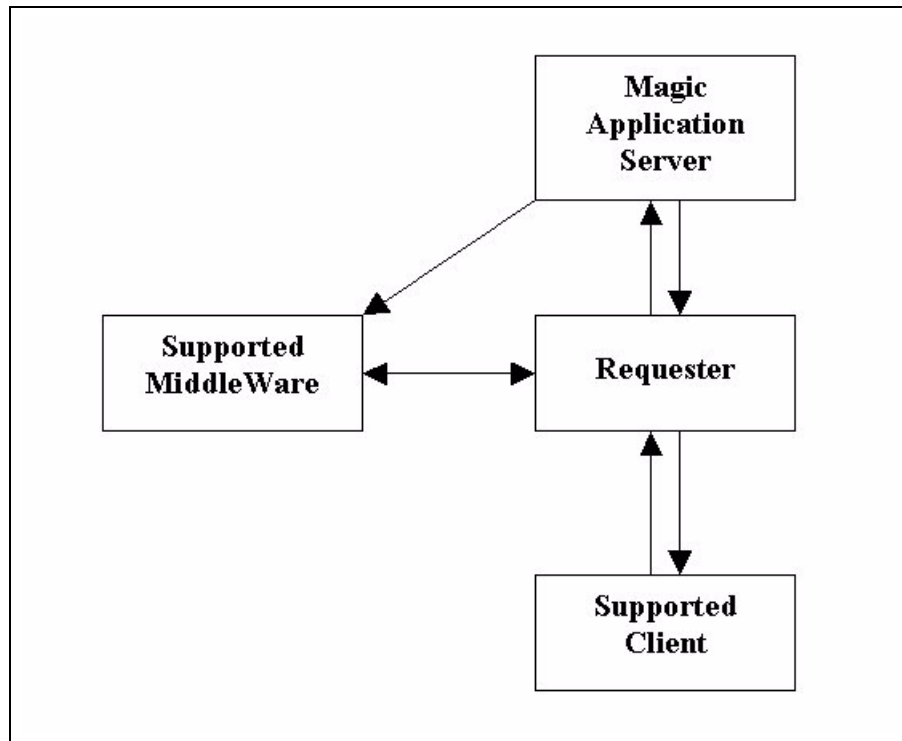 Magic
Application
Server
Supported
MiddleWare
Requester
Supported
Client